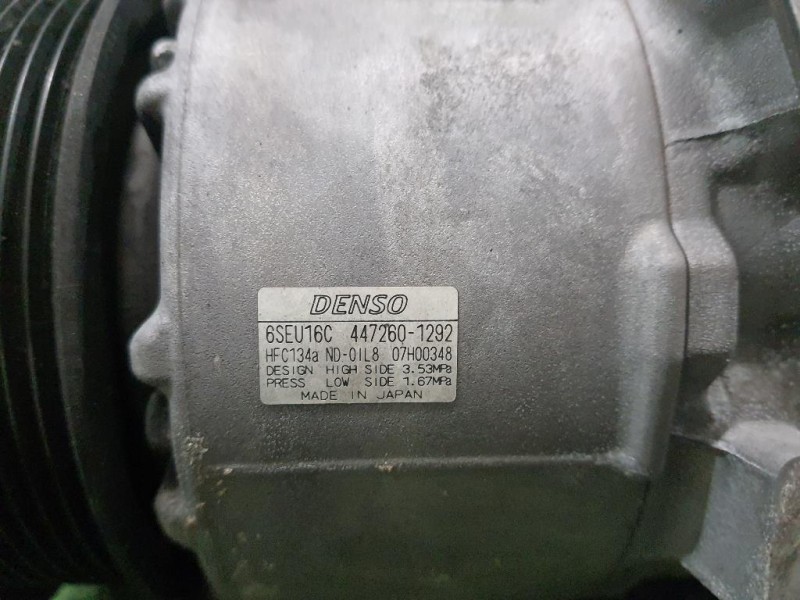 DENSO
6SEU16C 447260-1292
HFC134a ND-OIL8 07H00348
DESIGN HIGH SIDE 3.53MPa
PRESS LOW SIDE 1.67MPa
MADE IN JAPAN